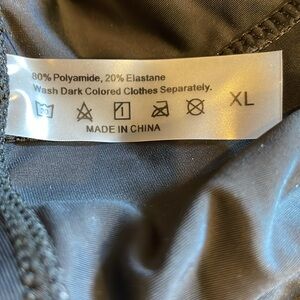 80% Polyamide, 20% Elastane
Wash Dark Colored Clothes Separately.
XL
MADE IN CHINA